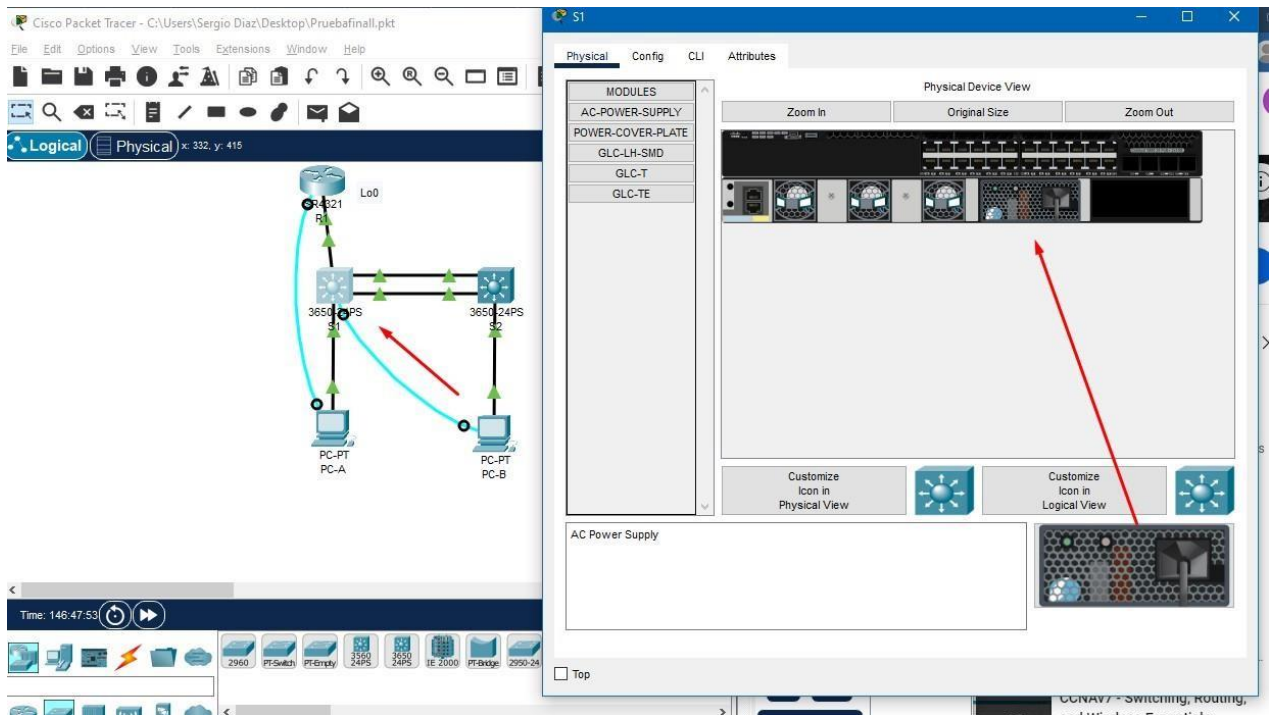 Cisco Packet Tracer - C:\Users\Sergio Diaz\Desktop\Pruebafinall.pkt
File Edit Options View Tools Extensions Window Help
Logical Physical x: 332, y: 415
Lo0
R1
3650-24PS
S1
3650-24PS
S2
PC-PT
PC-A
PC-PT
PC-B
Time: 146:47:53
2960 PT-Switch PT-Empty 3560 24PS 3650 24PS IE 2000 PT-Bridge 2950-24
S1
Physical Config CLI Attributes
MODULES
AC-POWER-SUPPLY
POWER-COVER-PLATE
GLC-LH-SMD
GLC-T
GLC-TE
Physical Device View
Zoom In Original Size Zoom Out
Customize
Icon in
Physical View
Customize
Icon in
Logical View
AC Power Supply
Top
CCNAv7 - Switching, Routing,